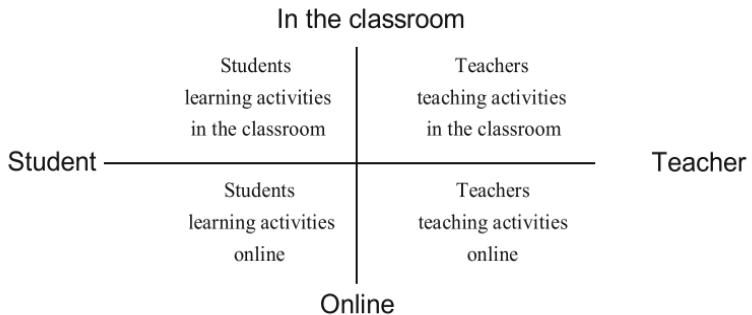 In the classroom
Students
learning activities
in the classroom
Teachers
teaching activities
in the classroom
Student
Teacher
Students
learning activities
online
Teachers
teaching activities
online
Online